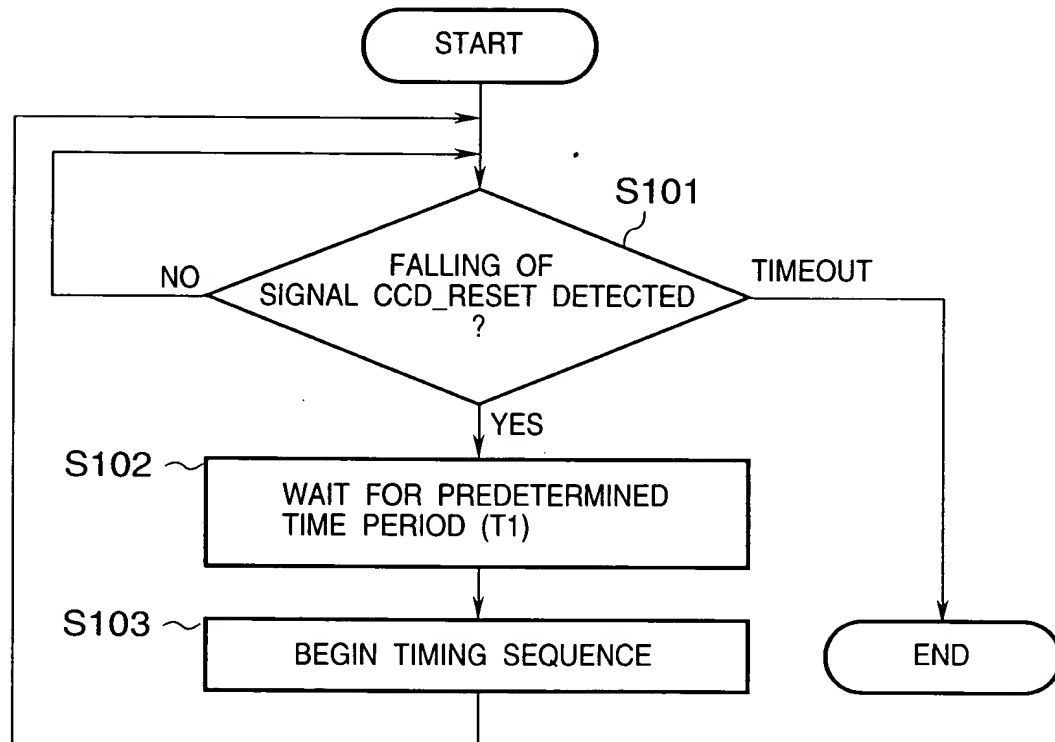 START
S101
FALLING OF
SIGNAL CCD_RESET DETECTED
?
NO
TIMEOUT
YES
S102
WAIT FOR PREDETERMINED
TIME PERIOD (T1)
S103
BEGIN TIMING SEQUENCE
END